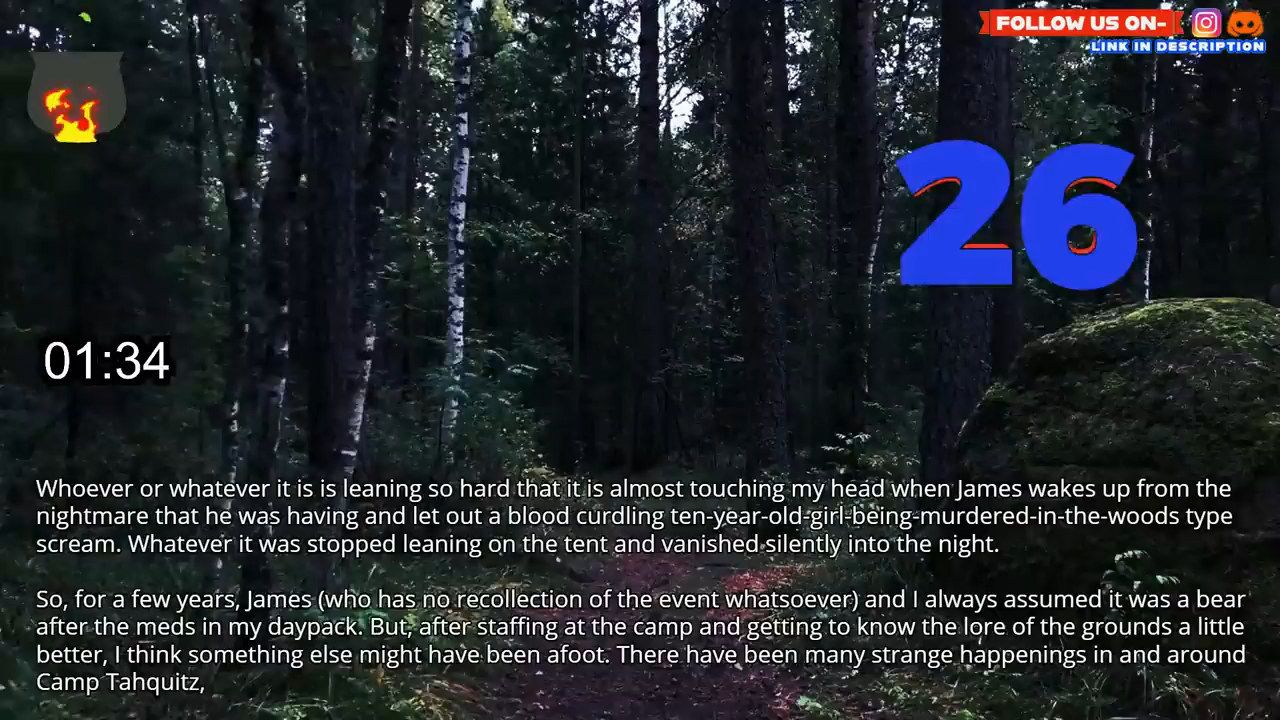 FOLLOW US ON-
LINK IN DESCRIPTION
26
01:34
Whoever or whatever it is is leaning so hard that it is almost touching my head when James wakes up from the
nightmare that he was having and let out a blood curdling ten-year-old-girl-being-murdered-in-the-woods type
scream. Whatever it was stopped leaning on the tent and vanished silently into the night.
So, for a few years, James (who has no recollection of the event whatsoever) and I always assumed it was a bear
after the meds in my daypack. But, after staffing at the camp and getting to know the lore of the grounds a little
better, I think something else might have been afoot. There have been many strange happenings in and around
Camp Tahquitz,